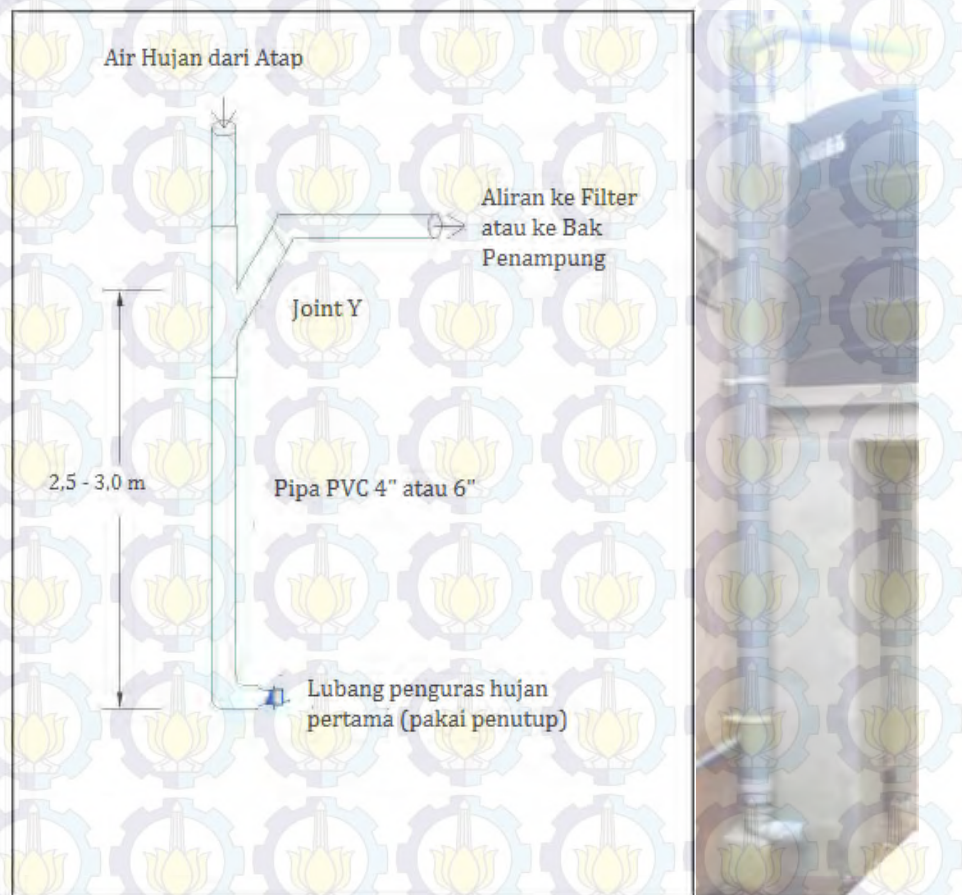 Air Hujan dari Atap
Aliran ke Filter
atau ke Bak
Penampung
Joint Y
2,5 - 3,0 m
Pipa PVC 4" atau 6"
Lubang penguras hujan
pertama (pakai penutup)